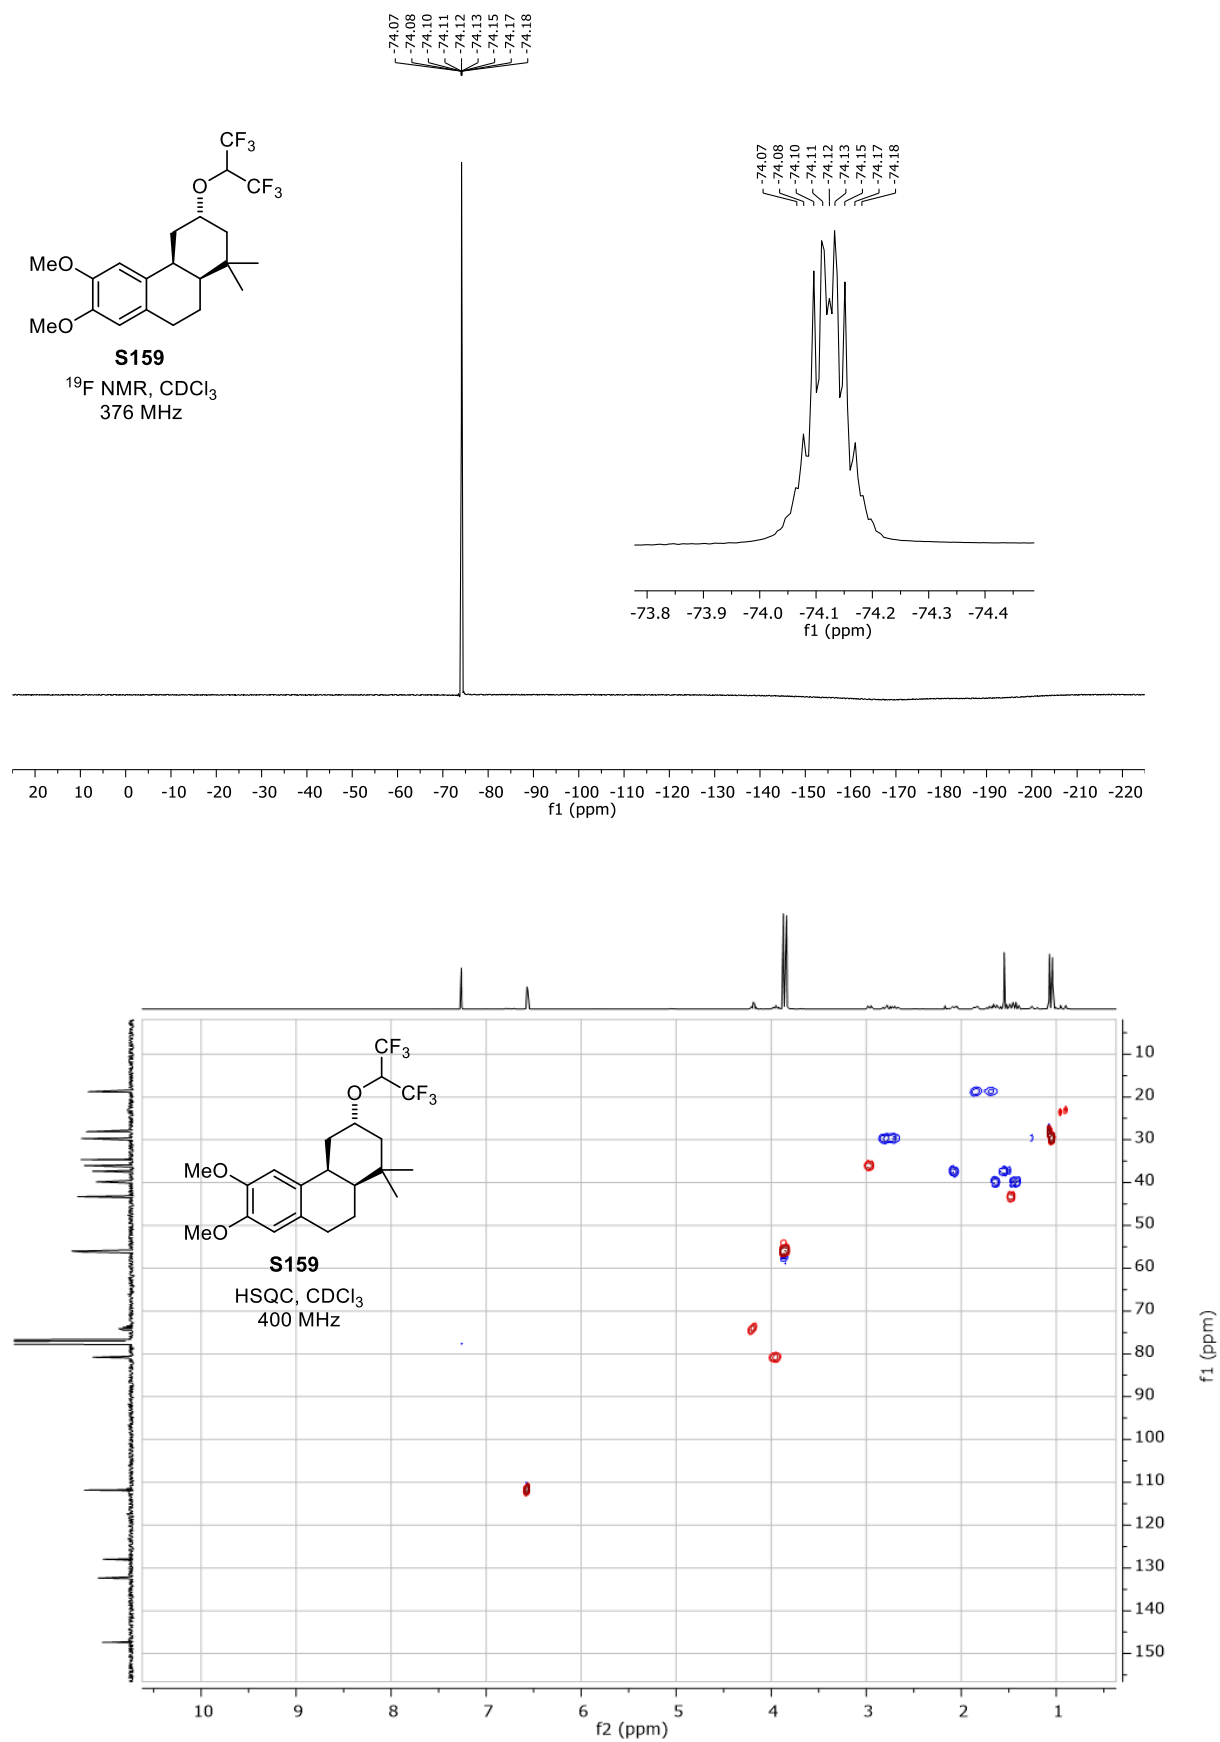 -74.07
-74.08
-74.10
-74.11
-74.12
-74.13
-74.15
-74.17
-74.18
CF3
O
CF3
MeO
MeO
S159
19F NMR, CDCl3
376 MHz
-74.07
-74.08
-74.10
-74.11
-74.12
-74.13
-74.15
-74.17
-74.18
-73.8 -73.9 -74.0 -74.1 -74.2 -74.3 -74.4
f1 (ppm)
20 10 0 -10 -20 -30 -40 -50 -60 -70 -80 -90 -100 -110 -120 -130 -140 -150 -160 -170 -180 -190 -200 -210 -220
f1 (ppm)
CF3
O
CF3
MeO
MeO
S159
HSQC, CDCl3
400 MHz
10
20
30
40
50
60
70
80
90
100
110
120
130
140
150
f1 (ppm)
10 9 8 7 6 5 4 3 2 1
f2 (ppm)